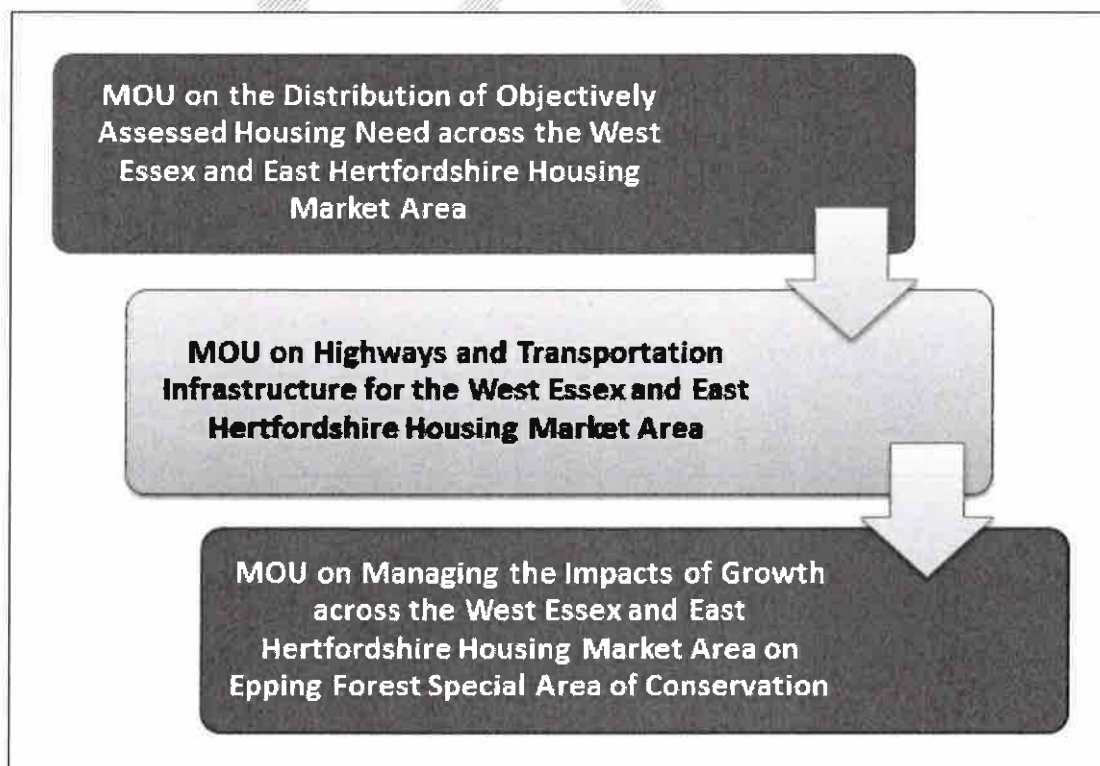 MOU on the Distribution of Objectively
Assessed Housing Need across the West
Essex and East Hertfordshire Housing
Market Area
MOU on Highways and Transportation
Infrastructure for the West Essex and East
Hertfordshire Housing Market Area
MOU on Managing the Impacts of Growth
across the West Essex and East
Hertfordshire Housing Market Area on
Epping Forest Special Area of Conservation